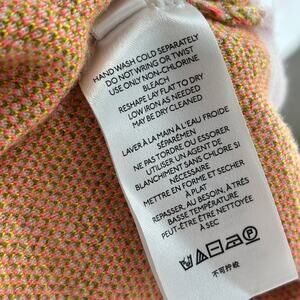 HAND WASH COLD SEPARATELY
DO NOT WRING OR TWIST
USE ONLY NON-CHLORINE
BLEACH
RESHAPE LAY FLAT TO DRY
LOW IRON AS NEEDED
MAY BE DRY CLEANED
LAVER À LA MAIN À L'EAU FROIDE
SÉPARÉMEN
NE PAS TORDRE OU ESSORER
UTILISER UN AGENT DE
BLANCHIMENT SANS CHLORE SI
NÉCESSAIRE
METTRE EN FORME ET SECHER
À PLAT
REPASSER, AU BESOIN, À TRÈS
BASSE TEMPÉRATURE
PEUT-ÊTRE ÊTRE NETTOYÉE
À SEC
不可拧绞